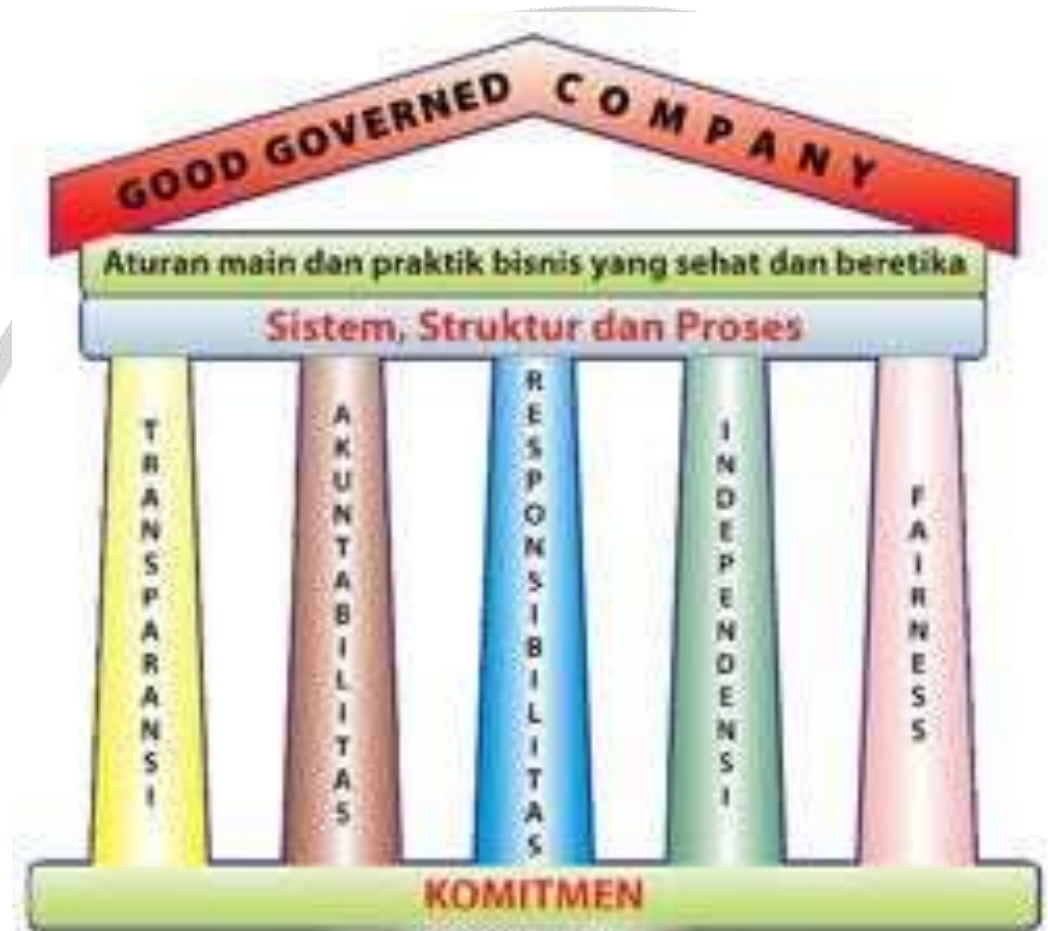 GOOD GOVERNED COMPANY
Aturan main dan praktik bisnis yang sehat dan beretika
Sistem, Struktur dan Proses
TRANSPARANSI
AKUNTABILITAS
RESPONSIBILITAS
INDEPENDENSI
FAIRNESS
KOMITMEN